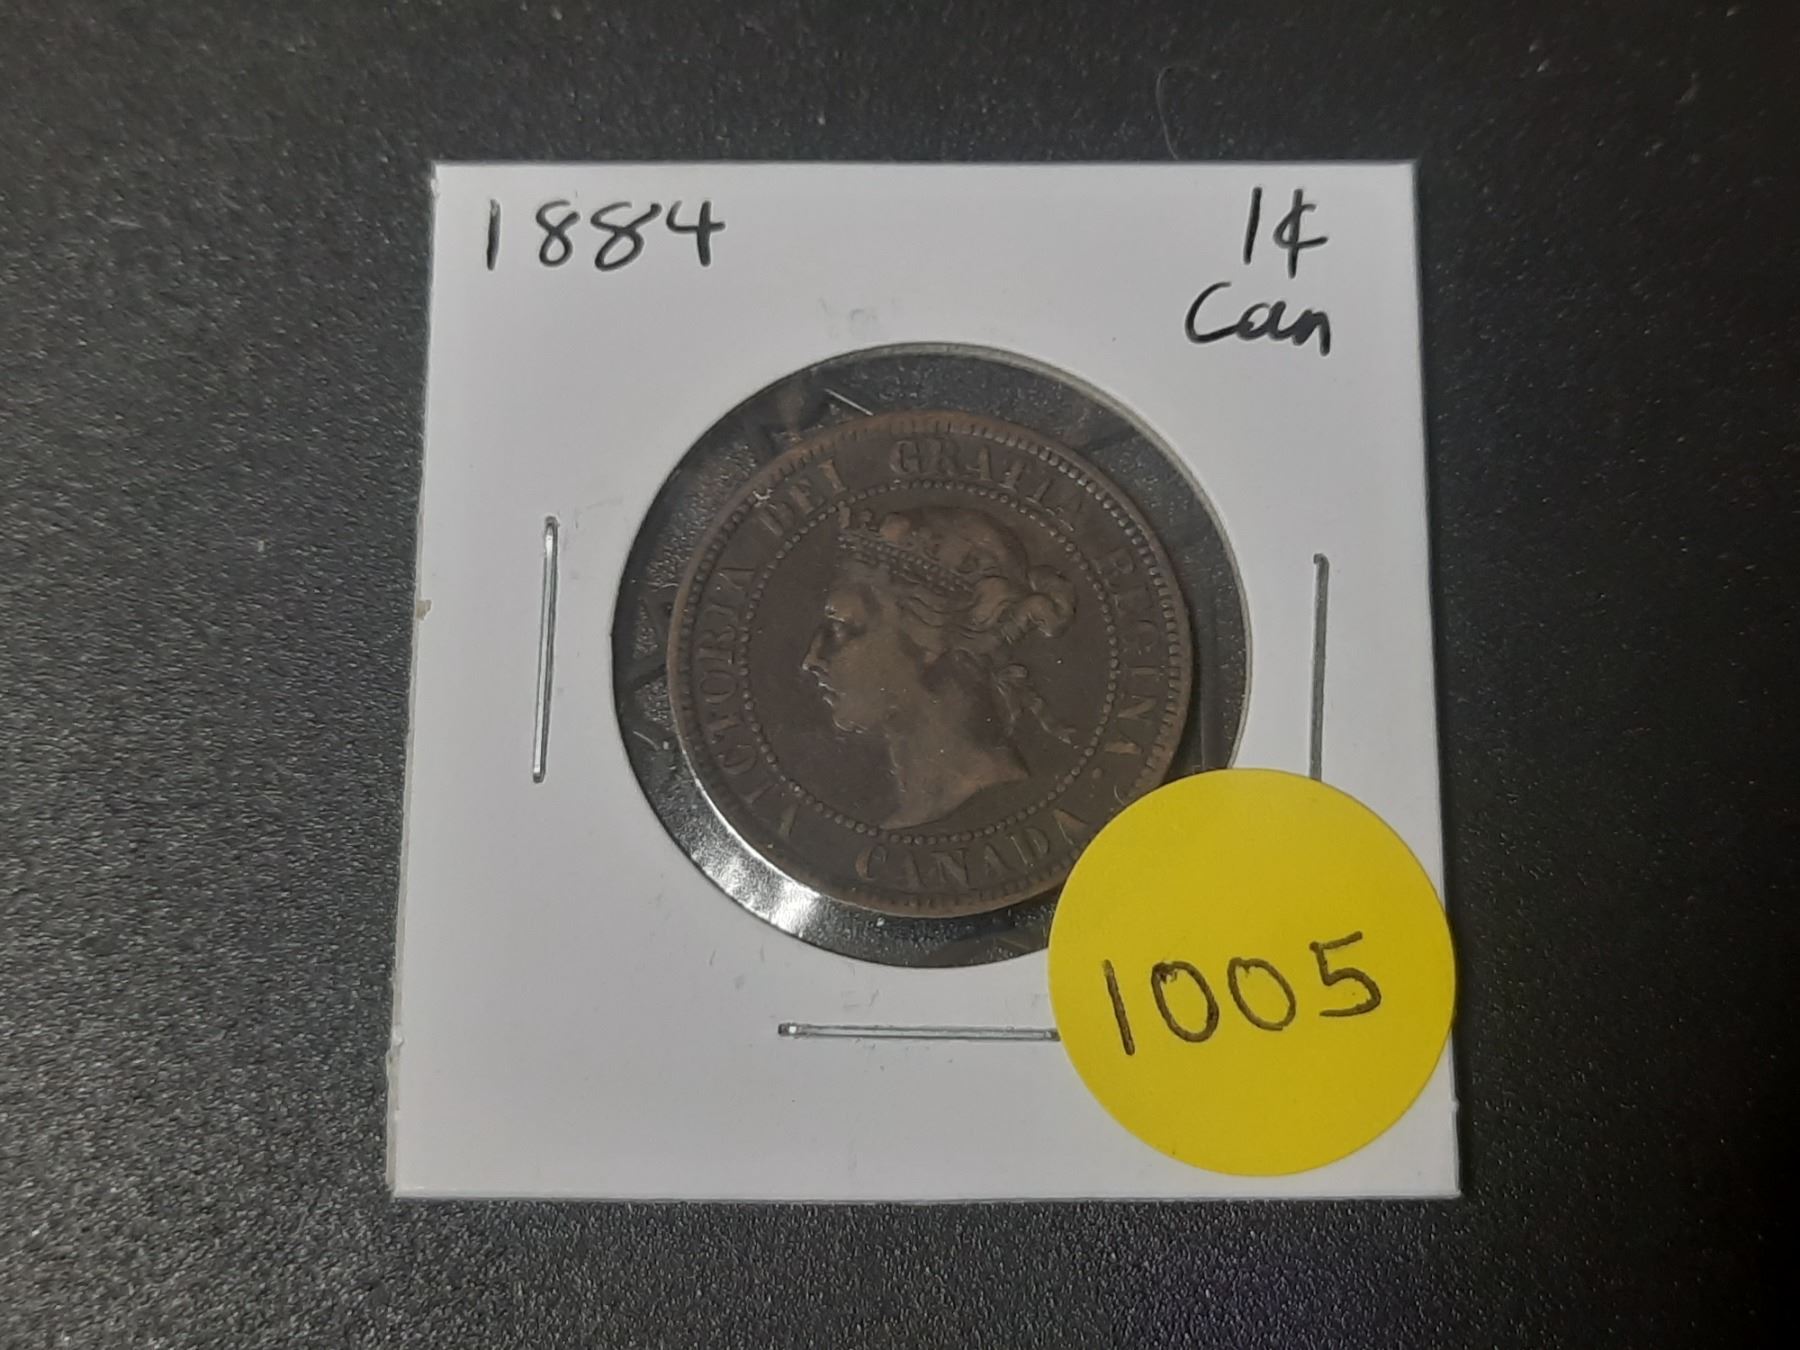 1884
1¢
Can
VICTORIA DEI GRATIA REGINA.
CANADA
1005